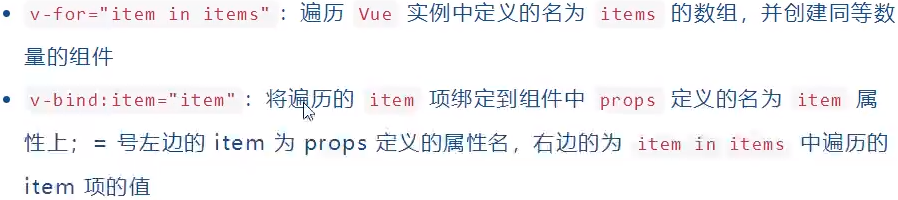 v-for="item in items"：遍历 Vue 实例中定义的名为 items 的数组，并创建同等数
量的组件
v-bind:item="item"：将遍历的 item 项绑定到组件中 props 定义的名为 item 属
性上；= 号左边的 item 为 props 定义的属性名，右边的为 item in items 中遍历的
item 项的值